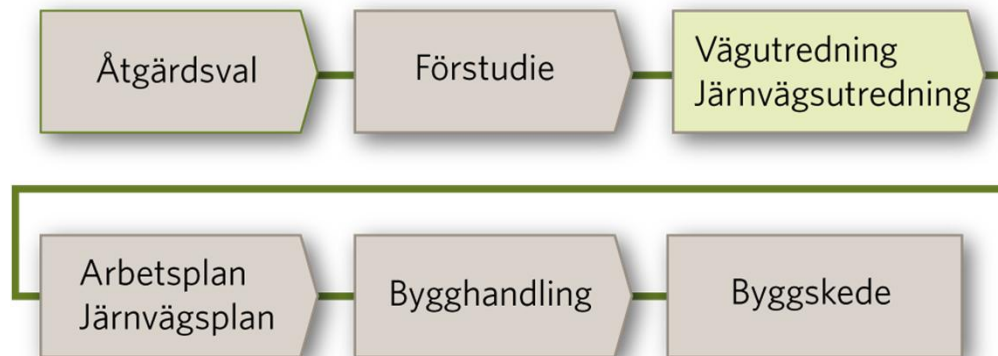 Åtgärdsval
Förstudie
Vägutredning
Järnvägsutredning
Arbetsplan
Järnvägsplan
Bygghandling
Byggskede